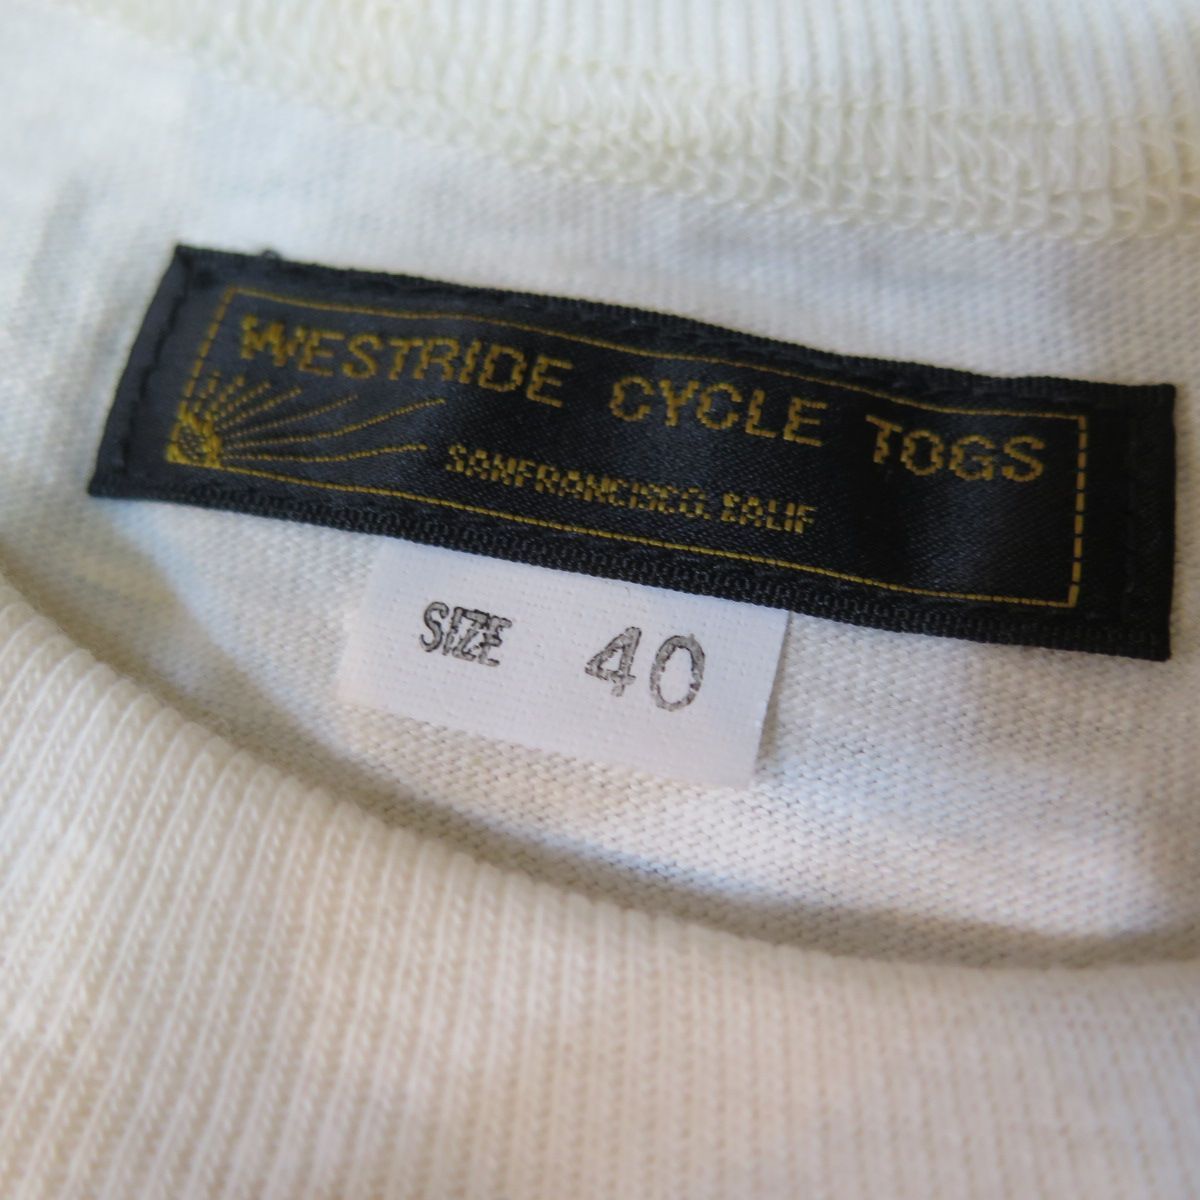 WESTRIDE CYCLE TOGS
SANFRANCISCO. CALIF
SIZE 40